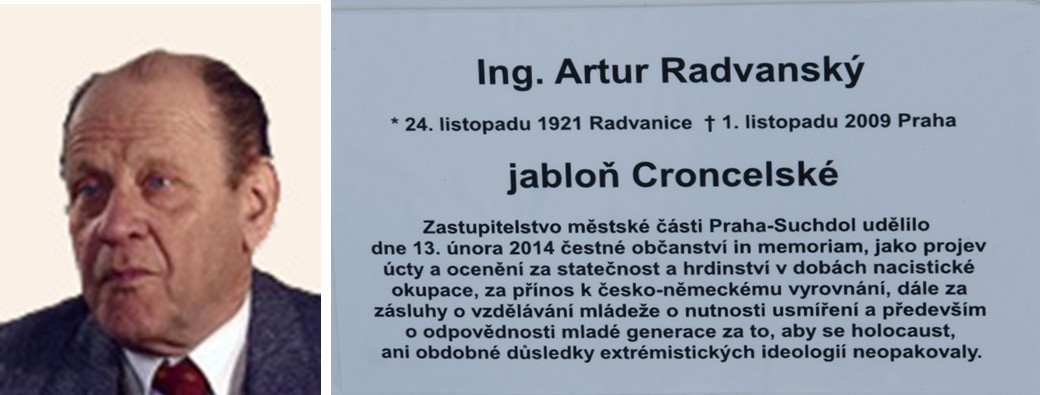 Ing. Artur Radvanský
* 24. listopadu 1921 Radvanice † 1. listopadu 2009 Praha
jabloň Croncelské
Zastupitelstvo městské části Praha-Suchdol udělilo
dne 13. února 2014 čestné občanství in memoriam, jako projev
úcty a ocenění za statečnost a hrdinství v dobách nacistické
okupace, za přínos k česko-německému vyrovnání, dále za
zásluhy o vzdělávání mládeže o nutnosti usmíření a především
o odpovědnosti mladé generace za to, aby se holocaust,
ani obdobné důsledky extrémistických ideologií neopakovaly.